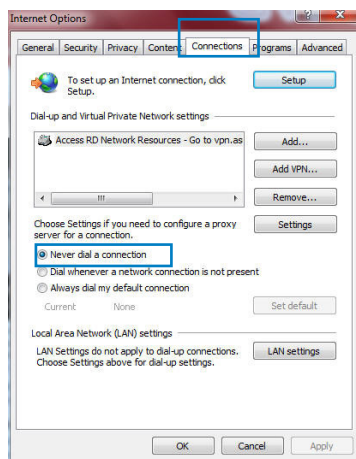 Internet Options
General Security Privacy Content Connections Programs Advanced
To set up an Internet connection, click
Setup.
Setup
Dial-up and Virtual Private Network settings
Access RD Network Resources - Go to vpn.as
Add...
Add VPN...
Remove...
Choose Settings if you need to configure a proxy
server for a connection.
Settings
Never dial a connection
Dial whenever a network connection is not present
Always dial my default connection
Current None
Set default
Local Area Network (LAN) settings
LAN Settings do not apply to dial-up connections.
Choose Settings above for dial-up settings.
LAN settings
OK Cancel Apply